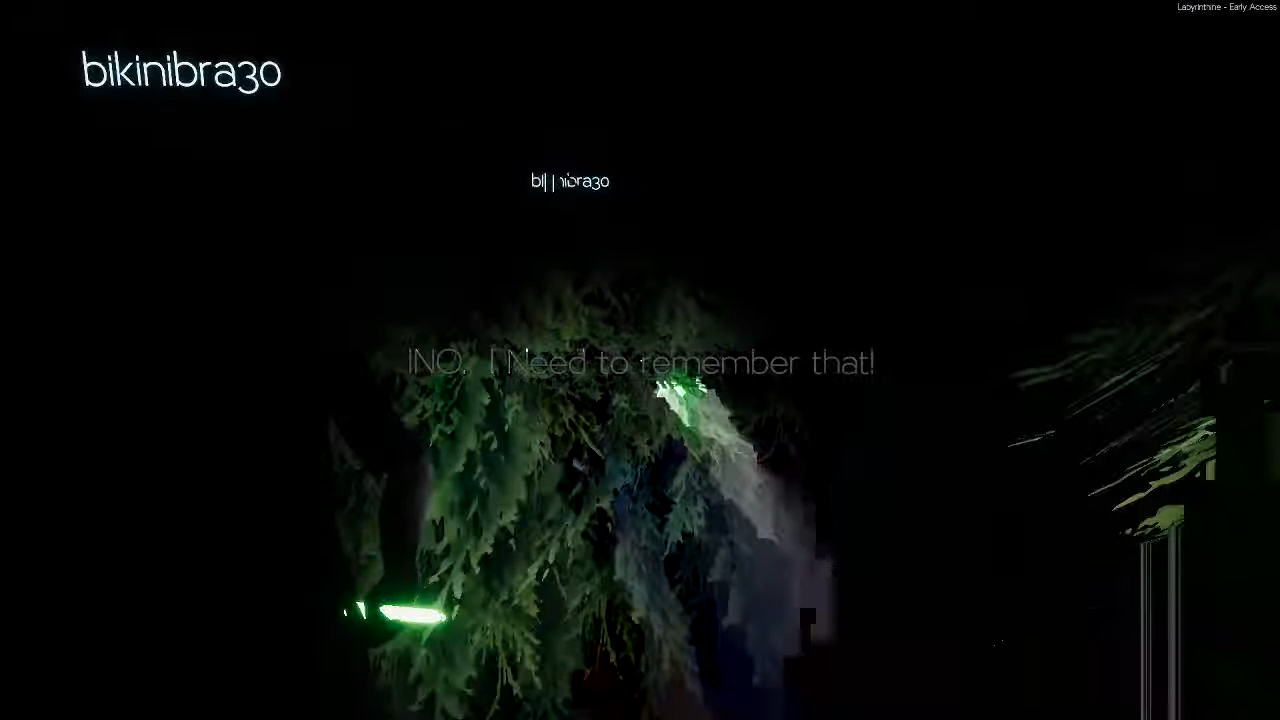 Labyrinthine - Early Access
bikinibra30
INO, I Need to remember that!